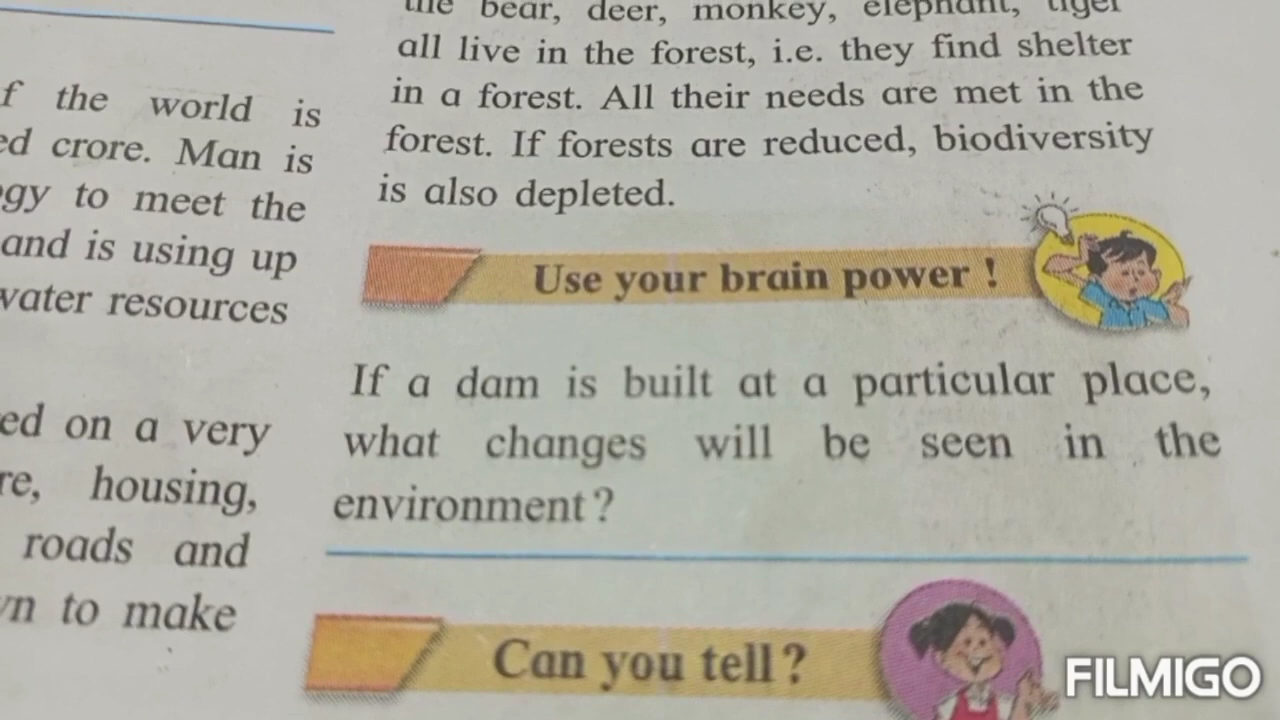 f the world is
ed crore. Man is
gy to meet the
and is using up
water resources
ed on a very
re, housing,
roads and
wn to make
the bear, deer, monkey, elephant, tiger
all live in the forest, i.e. they find shelter
in a forest. All their needs are met in the
forest. If forests are reduced, biodiversity
is also depleted.
Use your brain power !
If a dam is built at a particular place,
what changes will be seen in the
environment ?
Can you tell ?
FILMIGO